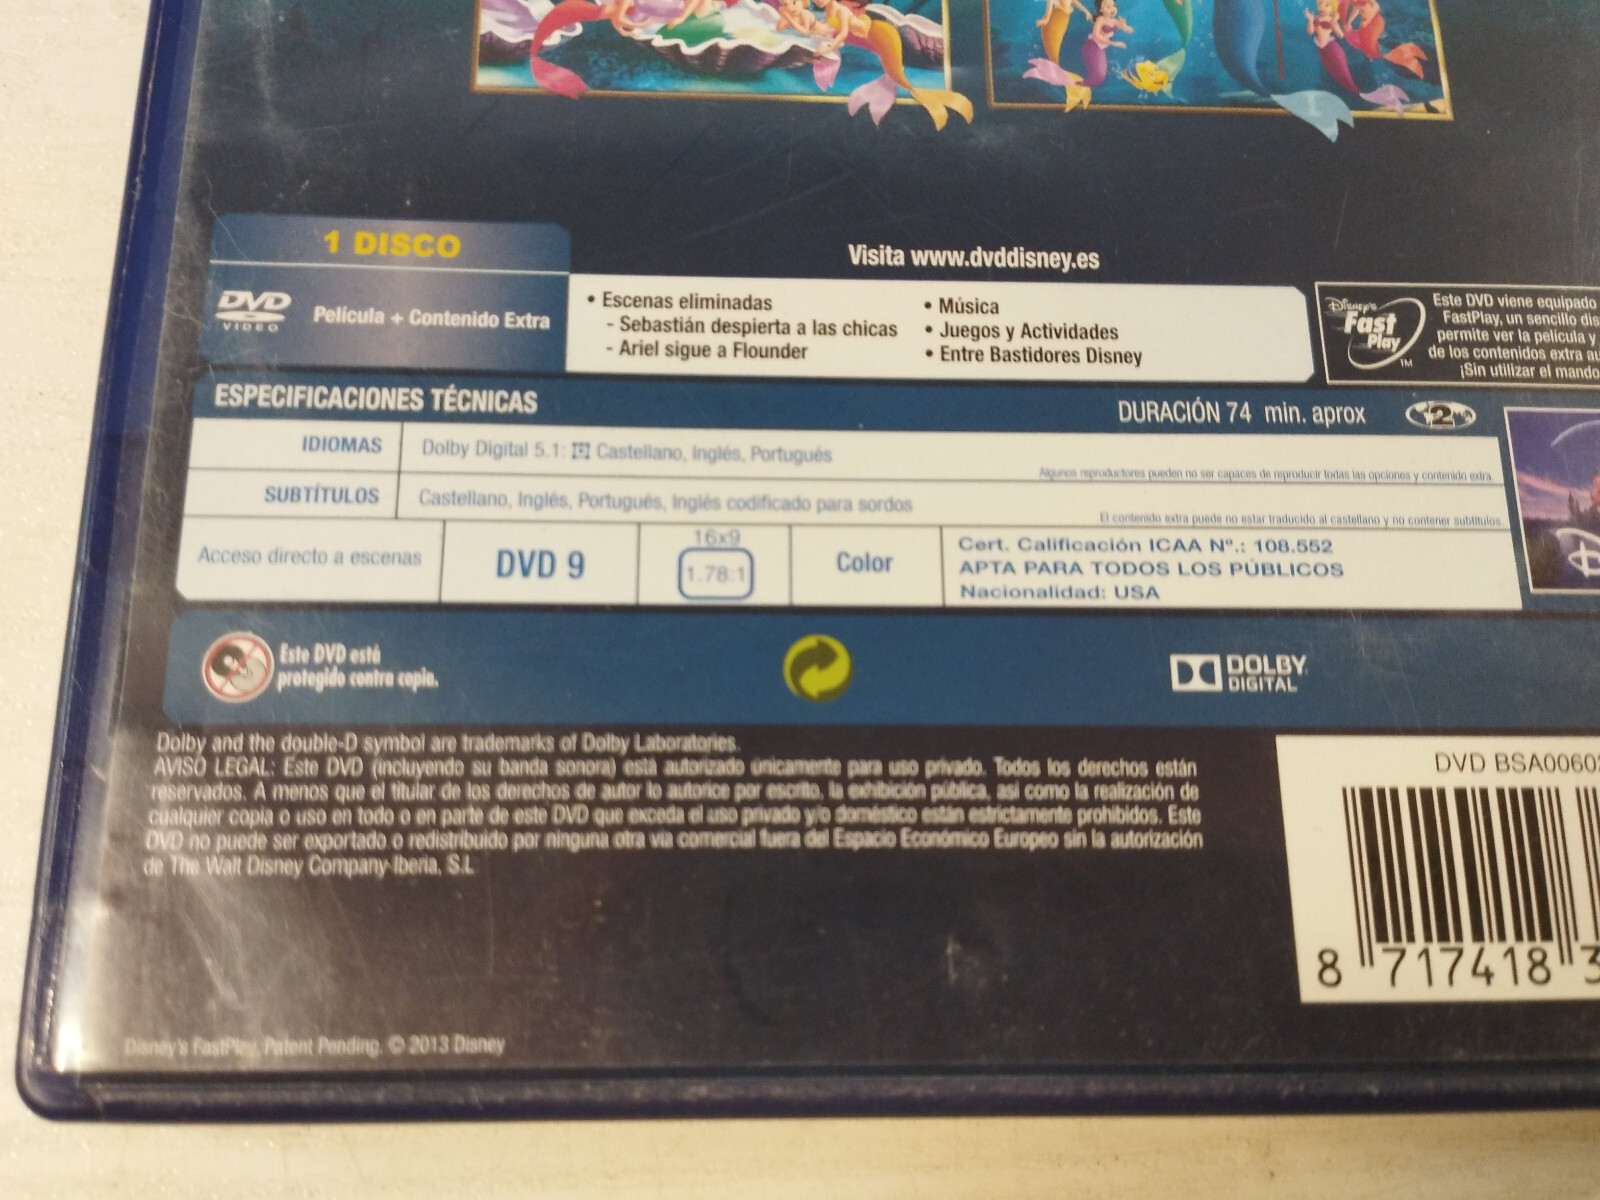 1 DISCO
Visita www.dvddisney.es
DVD
VIDEO
Película + Contenido Extra
• Escenas eliminadas
- Sebastián despierta a las chicas
- Ariel sigue a Flounder
• Música
• Juegos y Actividades
• Entre Bastidores Disney
Disney's
Fast
Play
TM
Este DVD viene equipado
FastPlay, un sencillo
permite ver la película y
de los contenidos extra
¡Sin utilizar el mando
ESPECIFICACIONES TÉCNICAS
DURACIÓN 74 min. aprox
2
IDIOMAS
Dolby Digital 5.1: Castellano, Inglés, Portugués
Algunos reproductores pueden no ser capaces de reproducir todas las opciones y contenido extra.
SUBTÍTULOS
Castellano, Inglés, Portugués, Inglés codificado para sordos
El contenido extra puede no estar traducido al castellano y no contener subtítulos.
Acceso directo a escenas
DVD 9
16x9
1.78:1
Color
Cert. Calificación ICAA Nº.: 108.552
APTA PARA TODOS LOS PÚBLICOS
Nacionalidad: USA
Este DVD está
protegido contra copia.
DOLBY
DIGITAL
Dolby and the double-D symbol are trademarks of Dolby Laboratories.
AVISO LEGAL: Este DVD (incluyendo su banda sonora) está autorizado únicamente para uso privado. Todos los derechos están
reservados. A menos que el titular de los derechos de autor lo autorice por escrito, la exhibición pública, así como la realización de
cualquier copia o uso en todo o en parte de este DVD que exceda el uso privado y/o doméstico están estrictamente prohibidos. Este
DVD no puede ser exportado o redistribuido por ninguna otra vía comercial fuera del Espacio Económico Europeo sin la autorización
de The Walt Disney Company Iberia, S.L
DVD BSA00602
8 717418 3
Disney's FastPlay, Patent Pending. © 2013 Disney